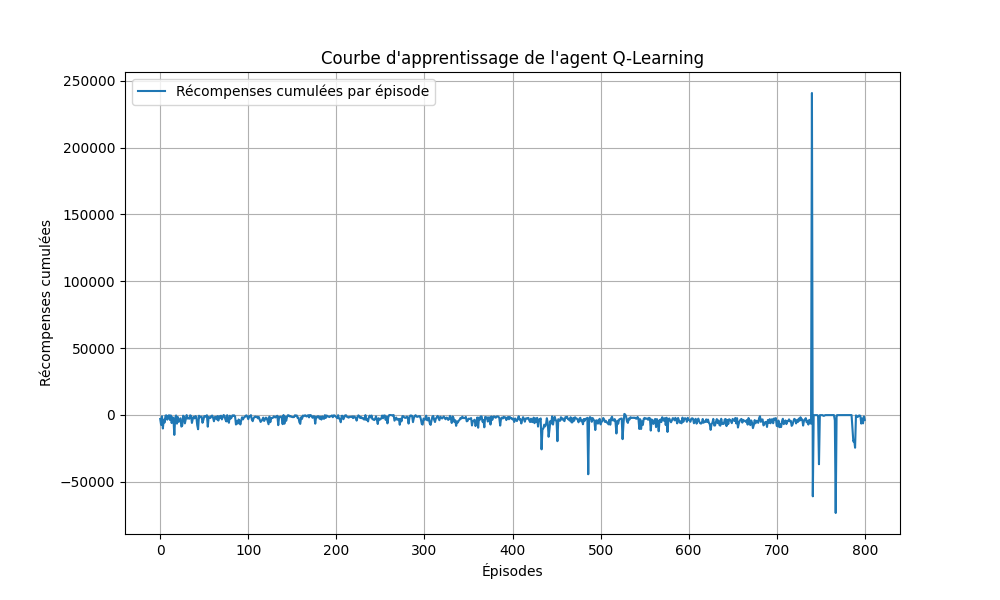 Courbe d'apprentissage de l'agent Q-Learning
Récompenses cumulées par épisode
Récompenses cumulées
250000
200000
150000
100000
50000
0
−50000
0 100 200 300 400 500 600 700 800
Épisodes